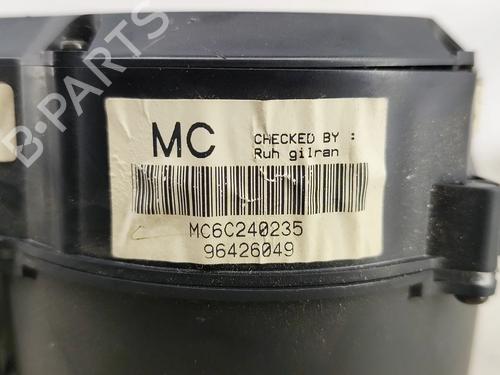 B-PARTS
MC
CHECKED BY :
Ruh gilran
MC6C240235
96426049